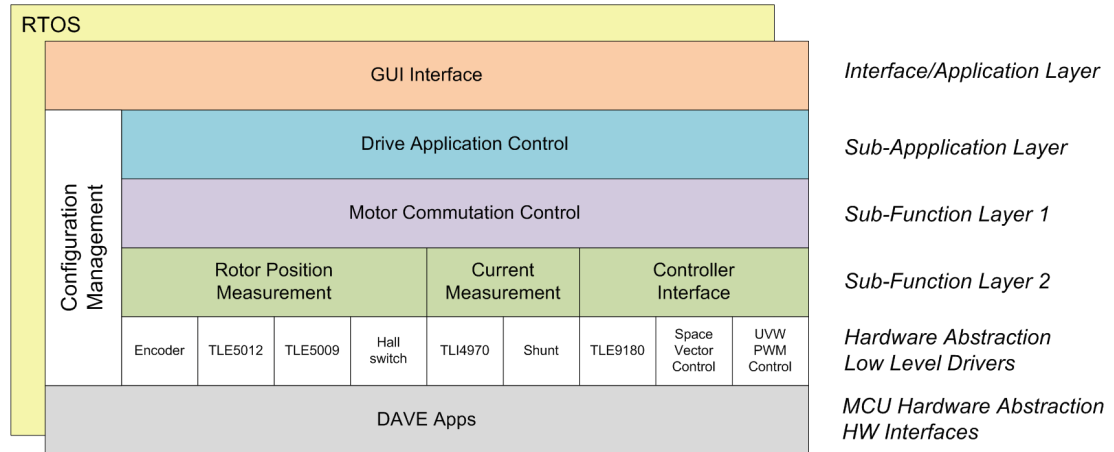 RTOS
GUI Interface
Interface/Application Layer
Configuration
Management
Drive Application Control
Sub-Appplication Layer
Motor Commutation Control
Sub-Function Layer 1
Rotor Position
Measurement
Current
Measurement
Controller
Interface
Sub-Function Layer 2
Encoder
TLE5012
TLE5009
Hall
switch
TLI4970
Shunt
TLE9180
Space
Vector
Control
UVW
PWM
Control
Hardware Abstraction
Low Level Drivers
DAVE Apps
MCU Hardware Abstraction
HW Interfaces